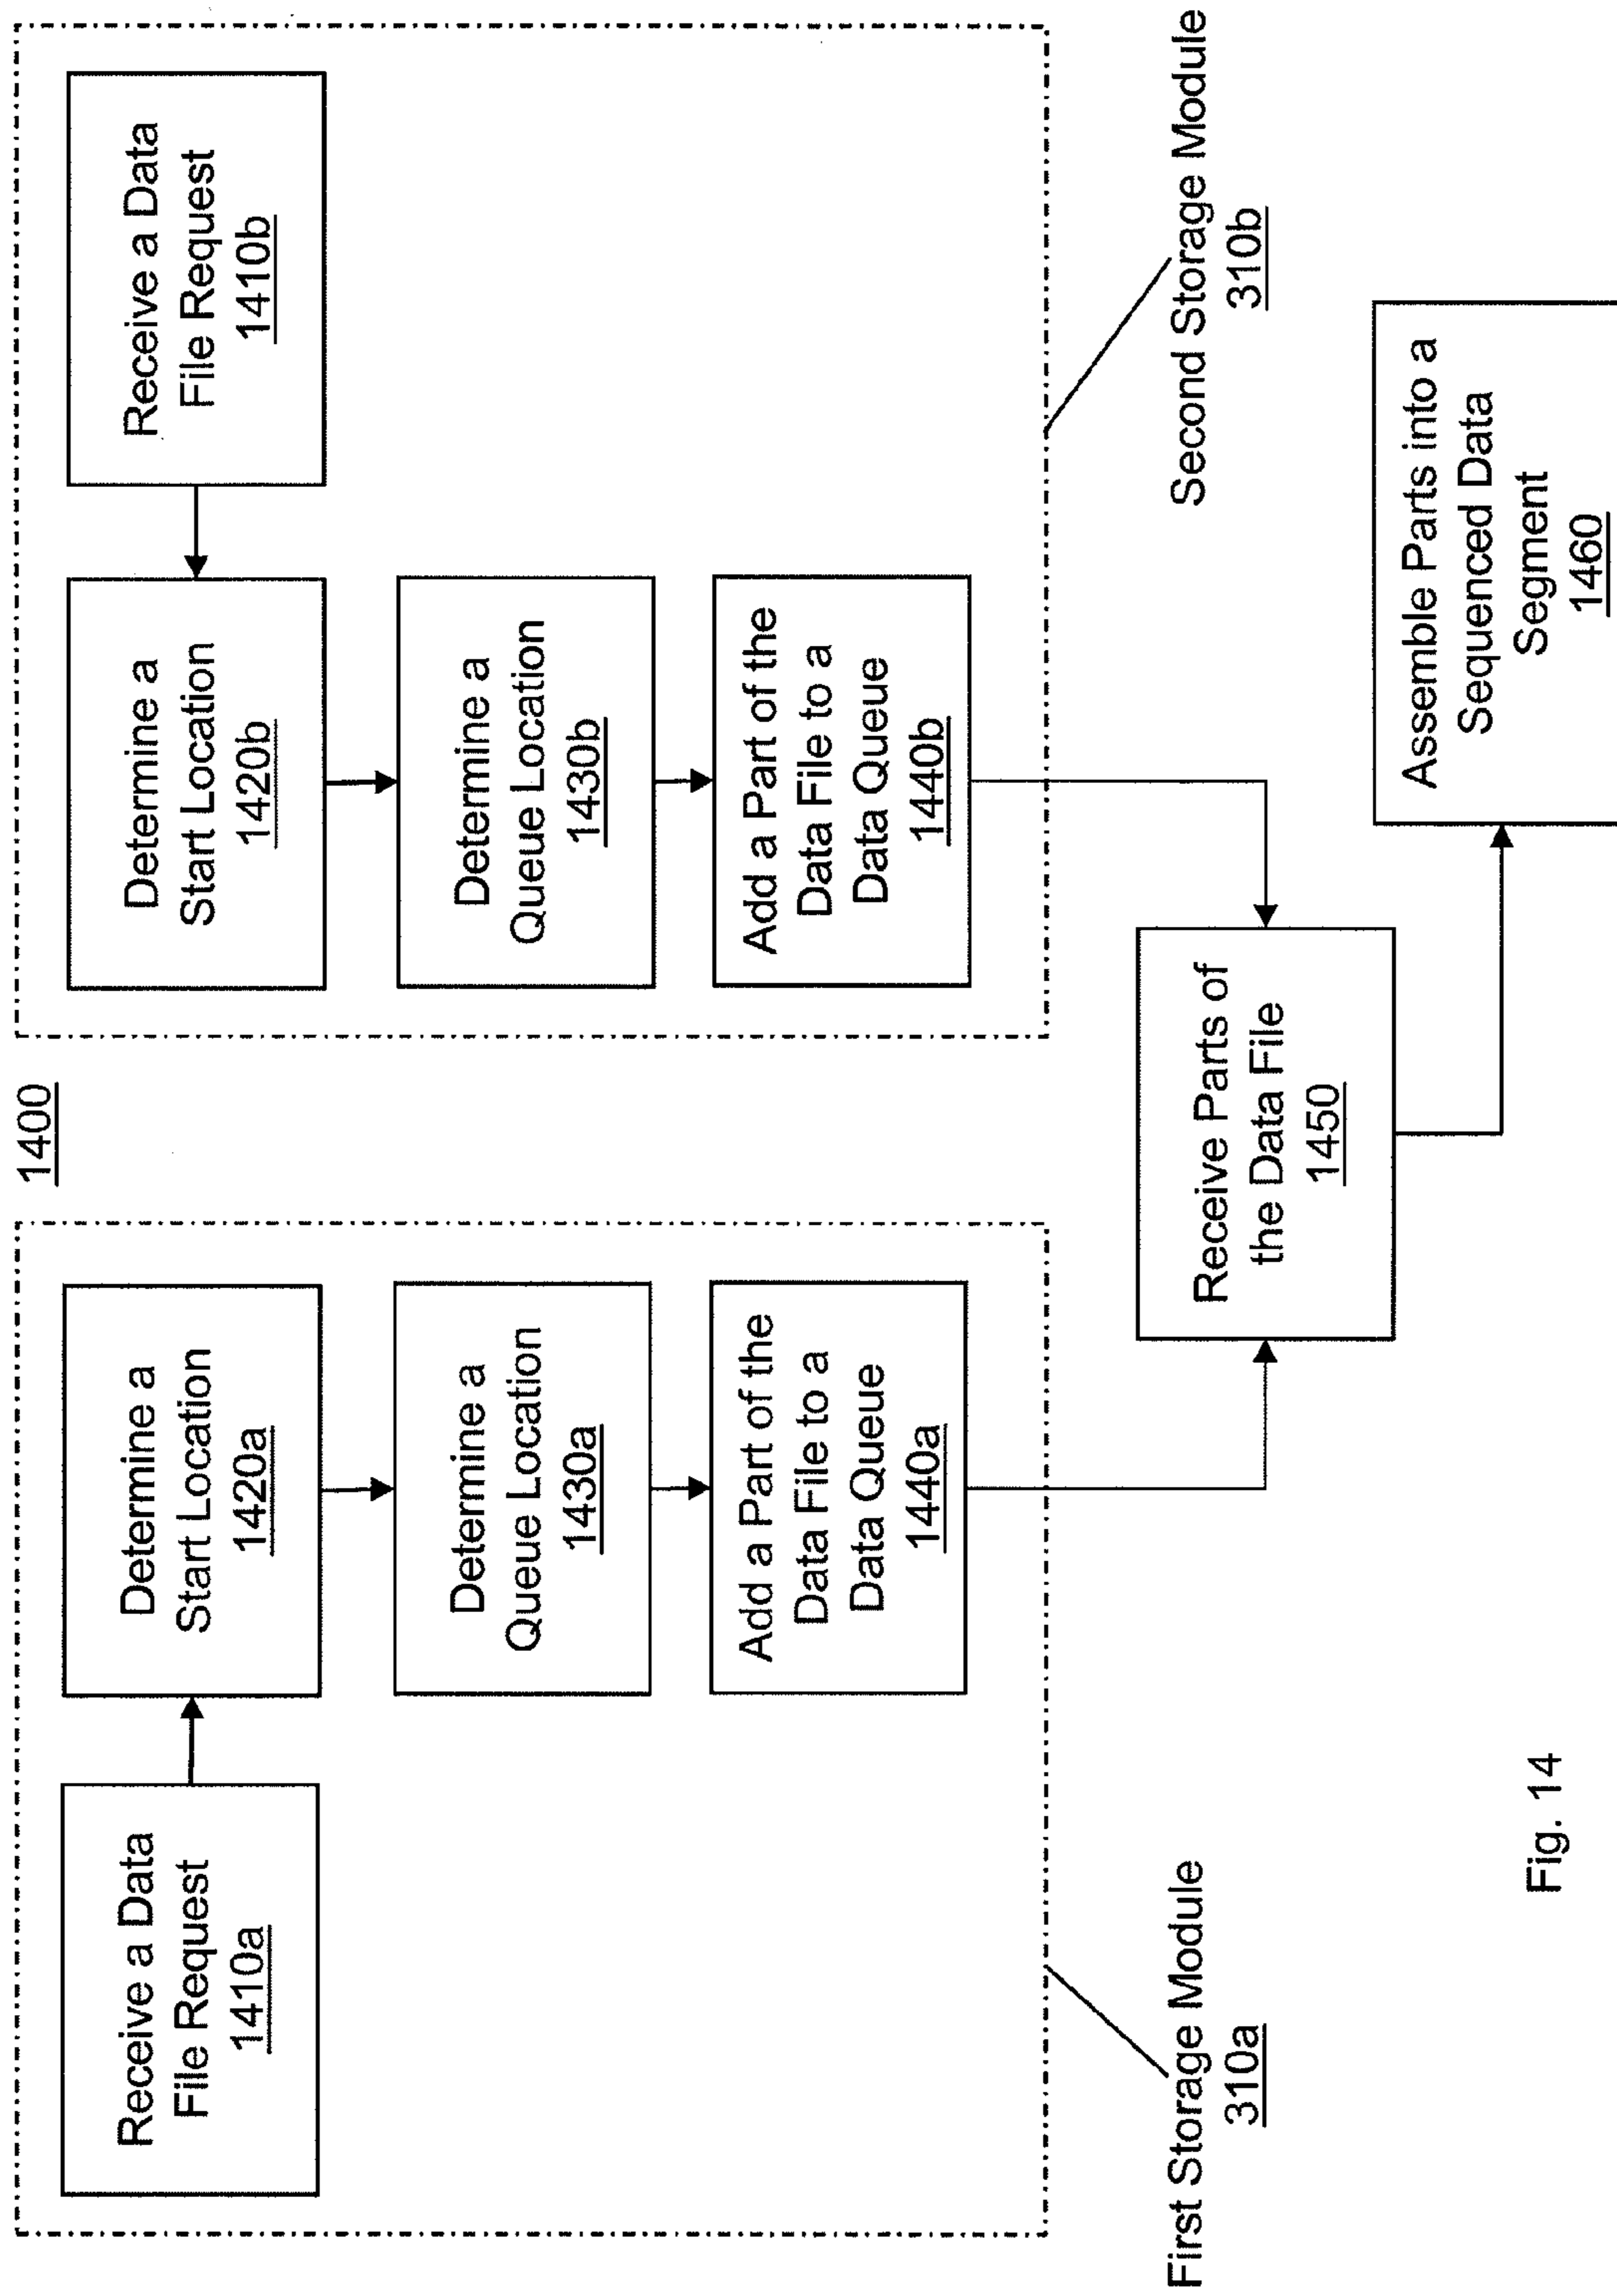 1400
Receive a Data
File Request
1410a
Determine a
Start Location
1420a
Determine a
Queue Location
1430a
Add a Part of the
Data File to a
Data Queue
1440a
First Storage Module
310a
Receive a Data
File Request
1410b
Determine a
Start Location
1420b
Determine a
Queue Location
1430b
Add a Part of the
Data File to a
Data Queue
1440b
Second Storage Module
310b
Receive Parts of
the Data File
1450
Assemble Parts into a
Sequenced Data
Segment
1460
Fig. 14